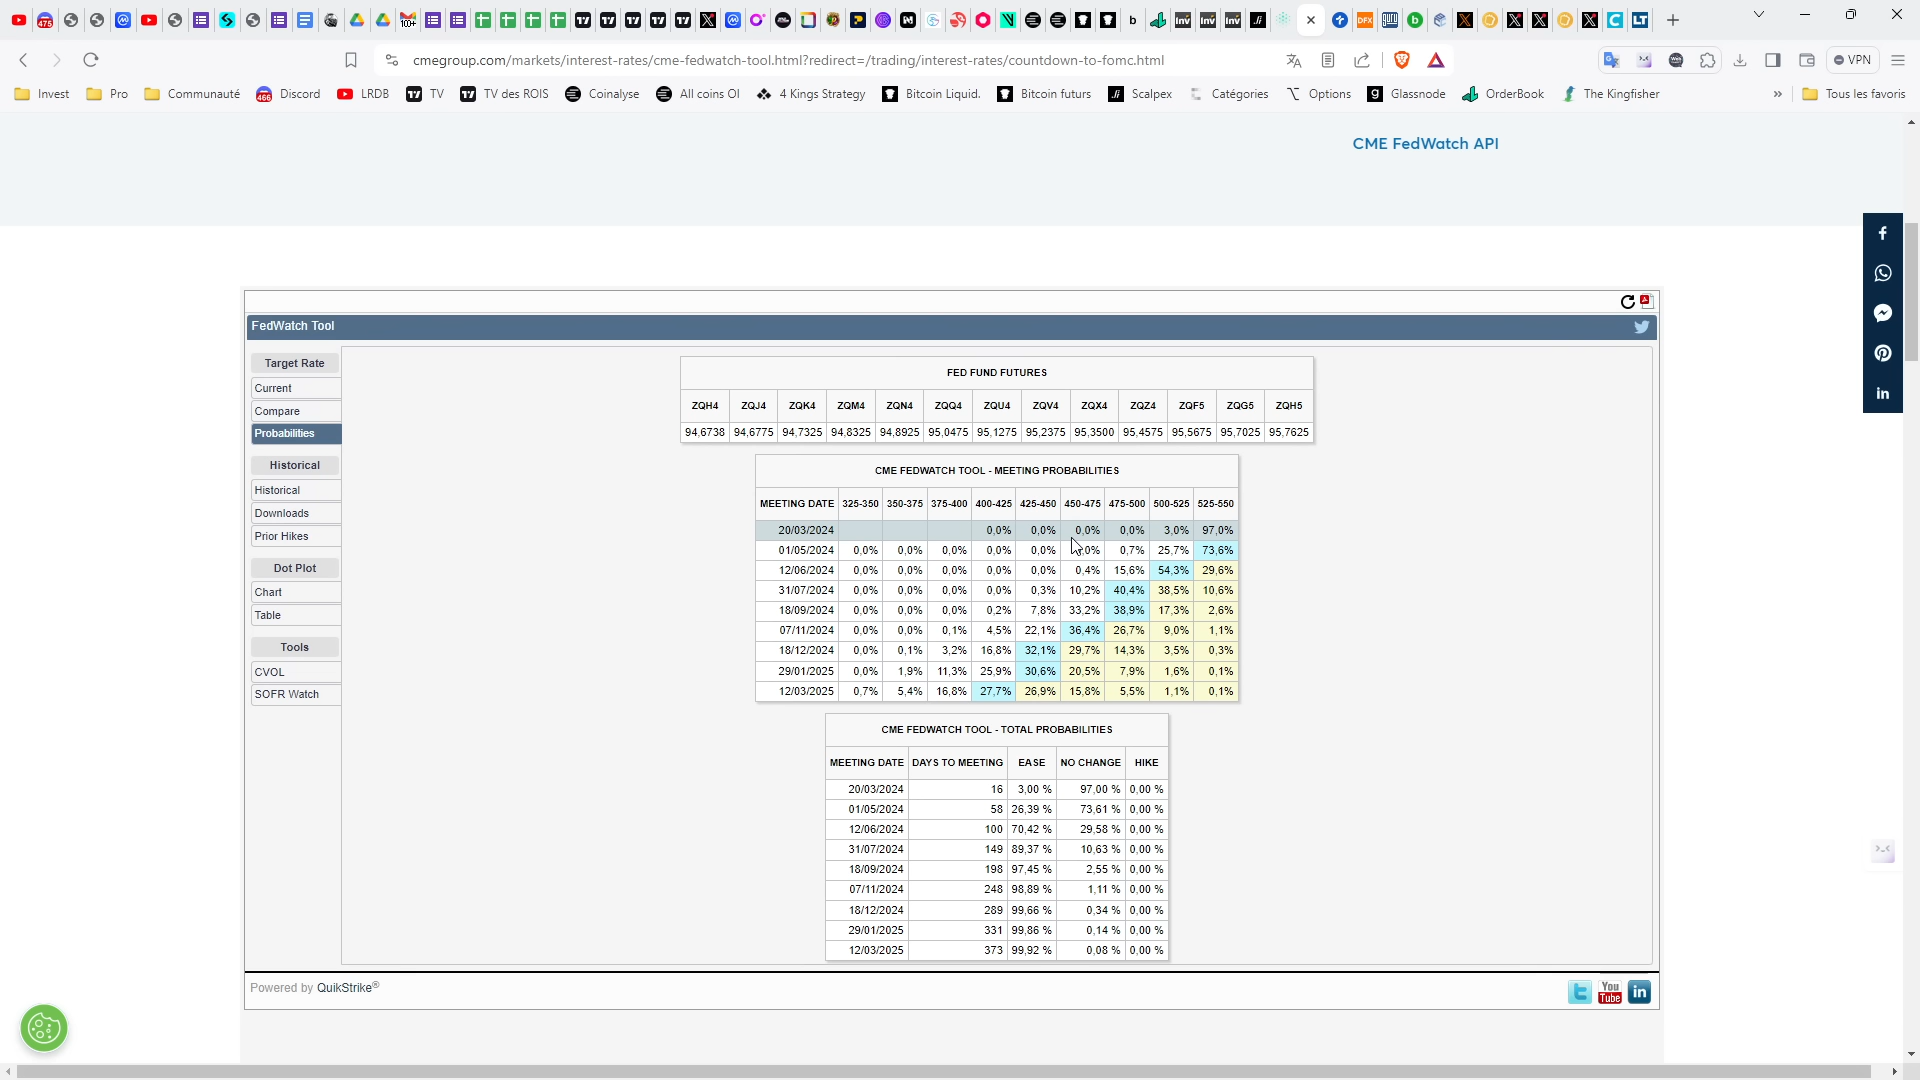 cmegroup.com/markets/interest-rates/cme-fedwatch-tool.html?redirect=/trading/interest-rates/countdown-to-fomc.html
VPN
Invest Pro Communauté Discord LRDB TV TV des ROIS Coinalyse All coins OI 4 Kings Strategy Bitcoin Liquid. Bitcoin futurs Scalpex Catégories Options Glassnode OrderBook The Kingfisher » Tous les favoris
CME FedWatch API
FedWatch Tool
Target Rate
Current
Compare
Probabilities
Historical
Historical
Downloads
Prior Hikes
Dot Plot
Chart
Table
Tools
CVOL
SOFR Watch
FED FUND FUTURES
ZQH4 ZQJ4 ZQK4 ZQM4 ZQN4 ZQQ4 ZQU4 ZQV4 ZQX4 ZQZ4 ZQF5 ZQG5 ZQH5
94,6738 94,6775 94,7325 94,8325 94,8925 95,0475 95,1275 95,2375 95,3500 95,4575 95,5675 95,7025 95,7625
CME FEDWATCH TOOL - MEETING PROBABILITIES
MEETING DATE 325-350 350-375 375-400 400-425 425-450 450-475 475-500 500-525 525-550
20/03/2024 0,0% 0,0% 0,0% 0,0% 3,0% 97,0%
01/05/2024 0,0% 0,0% 0,0% 0,0% 0,0% 0,0% 0,7% 25,7% 73,6%
12/06/2024 0,0% 0,0% 0,0% 0,0% 0,0% 0,4% 15,6% 54,3% 29,6%
31/07/2024 0,0% 0,0% 0,0% 0,0% 0,3% 10,2% 40,4% 38,5% 10,6%
18/09/2024 0,0% 0,0% 0,0% 0,2% 7,8% 33,2% 38,9% 17,3% 2,6%
07/11/2024 0,0% 0,0% 0,1% 4,5% 22,1% 36,4% 26,7% 9,0% 1,1%
18/12/2024 0,0% 0,1% 3,2% 16,8% 32,1% 29,7% 14,3% 3,5% 0,3%
29/01/2025 0,0% 1,9% 11,3% 25,9% 30,6% 20,5% 7,9% 1,6% 0,1%
12/03/2025 0,7% 5,4% 16,8% 27,7% 26,9% 15,8% 5,5% 1,1% 0,1%
CME FEDWATCH TOOL - TOTAL PROBABILITIES
MEETING DATE DAYS TO MEETING EASE NO CHANGE HIKE
20/03/2024 16 3,00 % 97,00 % 0,00 %
01/05/2024 58 26,39 % 73,61 % 0,00 %
12/06/2024 100 70,42 % 29,58 % 0,00 %
31/07/2024 149 89,37 % 10,63 % 0,00 %
18/09/2024 198 97,45 % 2,55 % 0,00 %
07/11/2024 248 98,89 % 1,11 % 0,00 %
18/12/2024 289 99,66 % 0,34 % 0,00 %
29/01/2025 331 99,86 % 0,14 % 0,00 %
12/03/2025 373 99,92 % 0,08 % 0,00 %
Powered by QuikStrike®
You Tube